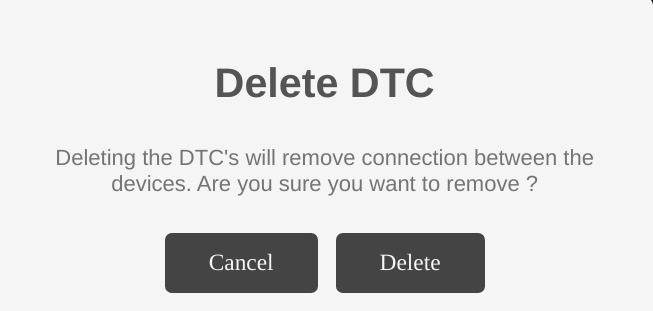 Delete DTC
Deleting the DTC's will remove connection between the
devices. Are you sure you want to remove ?
Cancel
Delete